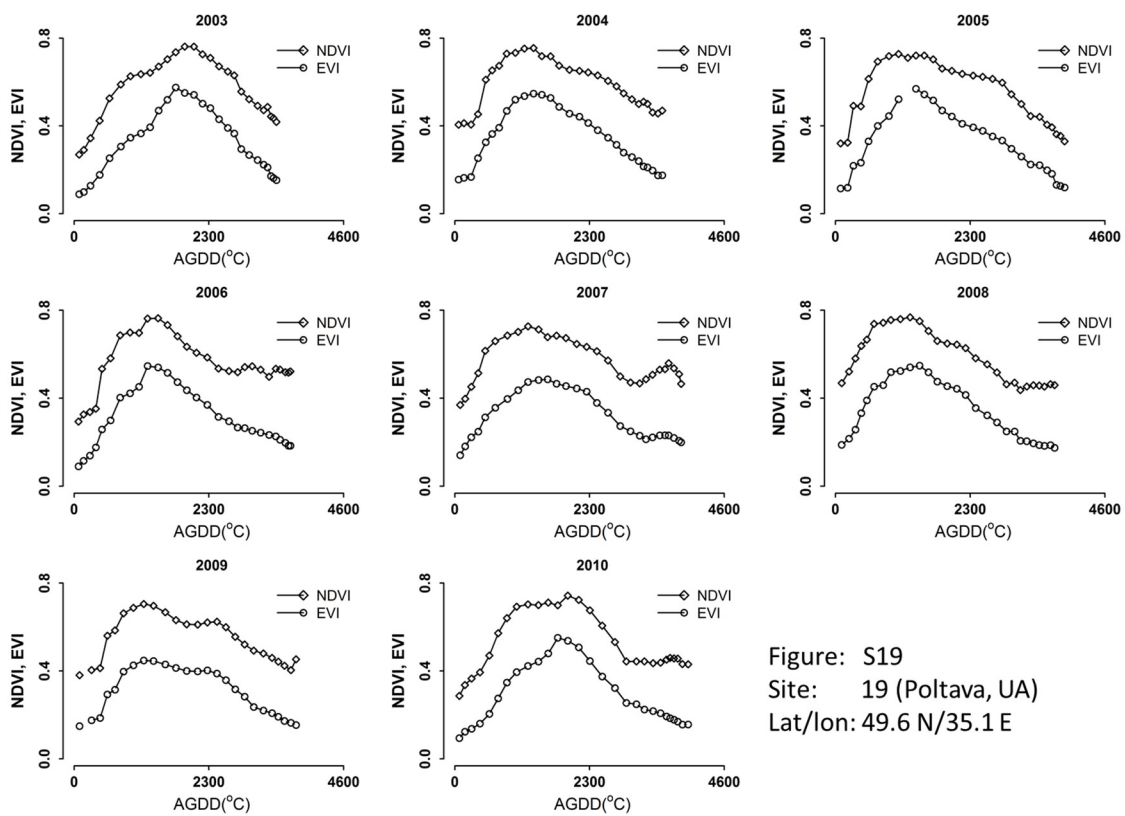 2003
NDVI, EVI
0.8
0.4
0.0
NDVI
EVI
0
2300
4600
AGDD(°C)
2004
NDVI, EVI
0.8
0.4
0.0
NDVI
EVI
0
2300
4600
AGDD(°C)
2005
NDVI, EVI
0.8
0.4
0.0
NDVI
EVI
0
2300
4600
AGDD(°C)
2006
NDVI, EVI
0.8
0.4
0.0
NDVI
EVI
0
2300
4600
AGDD(°C)
2007
NDVI, EVI
0.8
0.4
0.0
NDVI
EVI
0
2300
4600
AGDD(°C)
2008
NDVI, EVI
0.8
0.4
0.0
NDVI
EVI
0
2300
4600
AGDD(°C)
2009
NDVI, EVI
0.8
0.4
0.0
NDVI
EVI
0
2300
4600
AGDD(°C)
2010
NDVI, EVI
0.8
0.4
0.0
NDVI
EVI
0
2300
4600
AGDD(°C)
Figure: S19
Site: 19 (Poltava, UA)
Lat/lon: 49.6 N/35.1 E